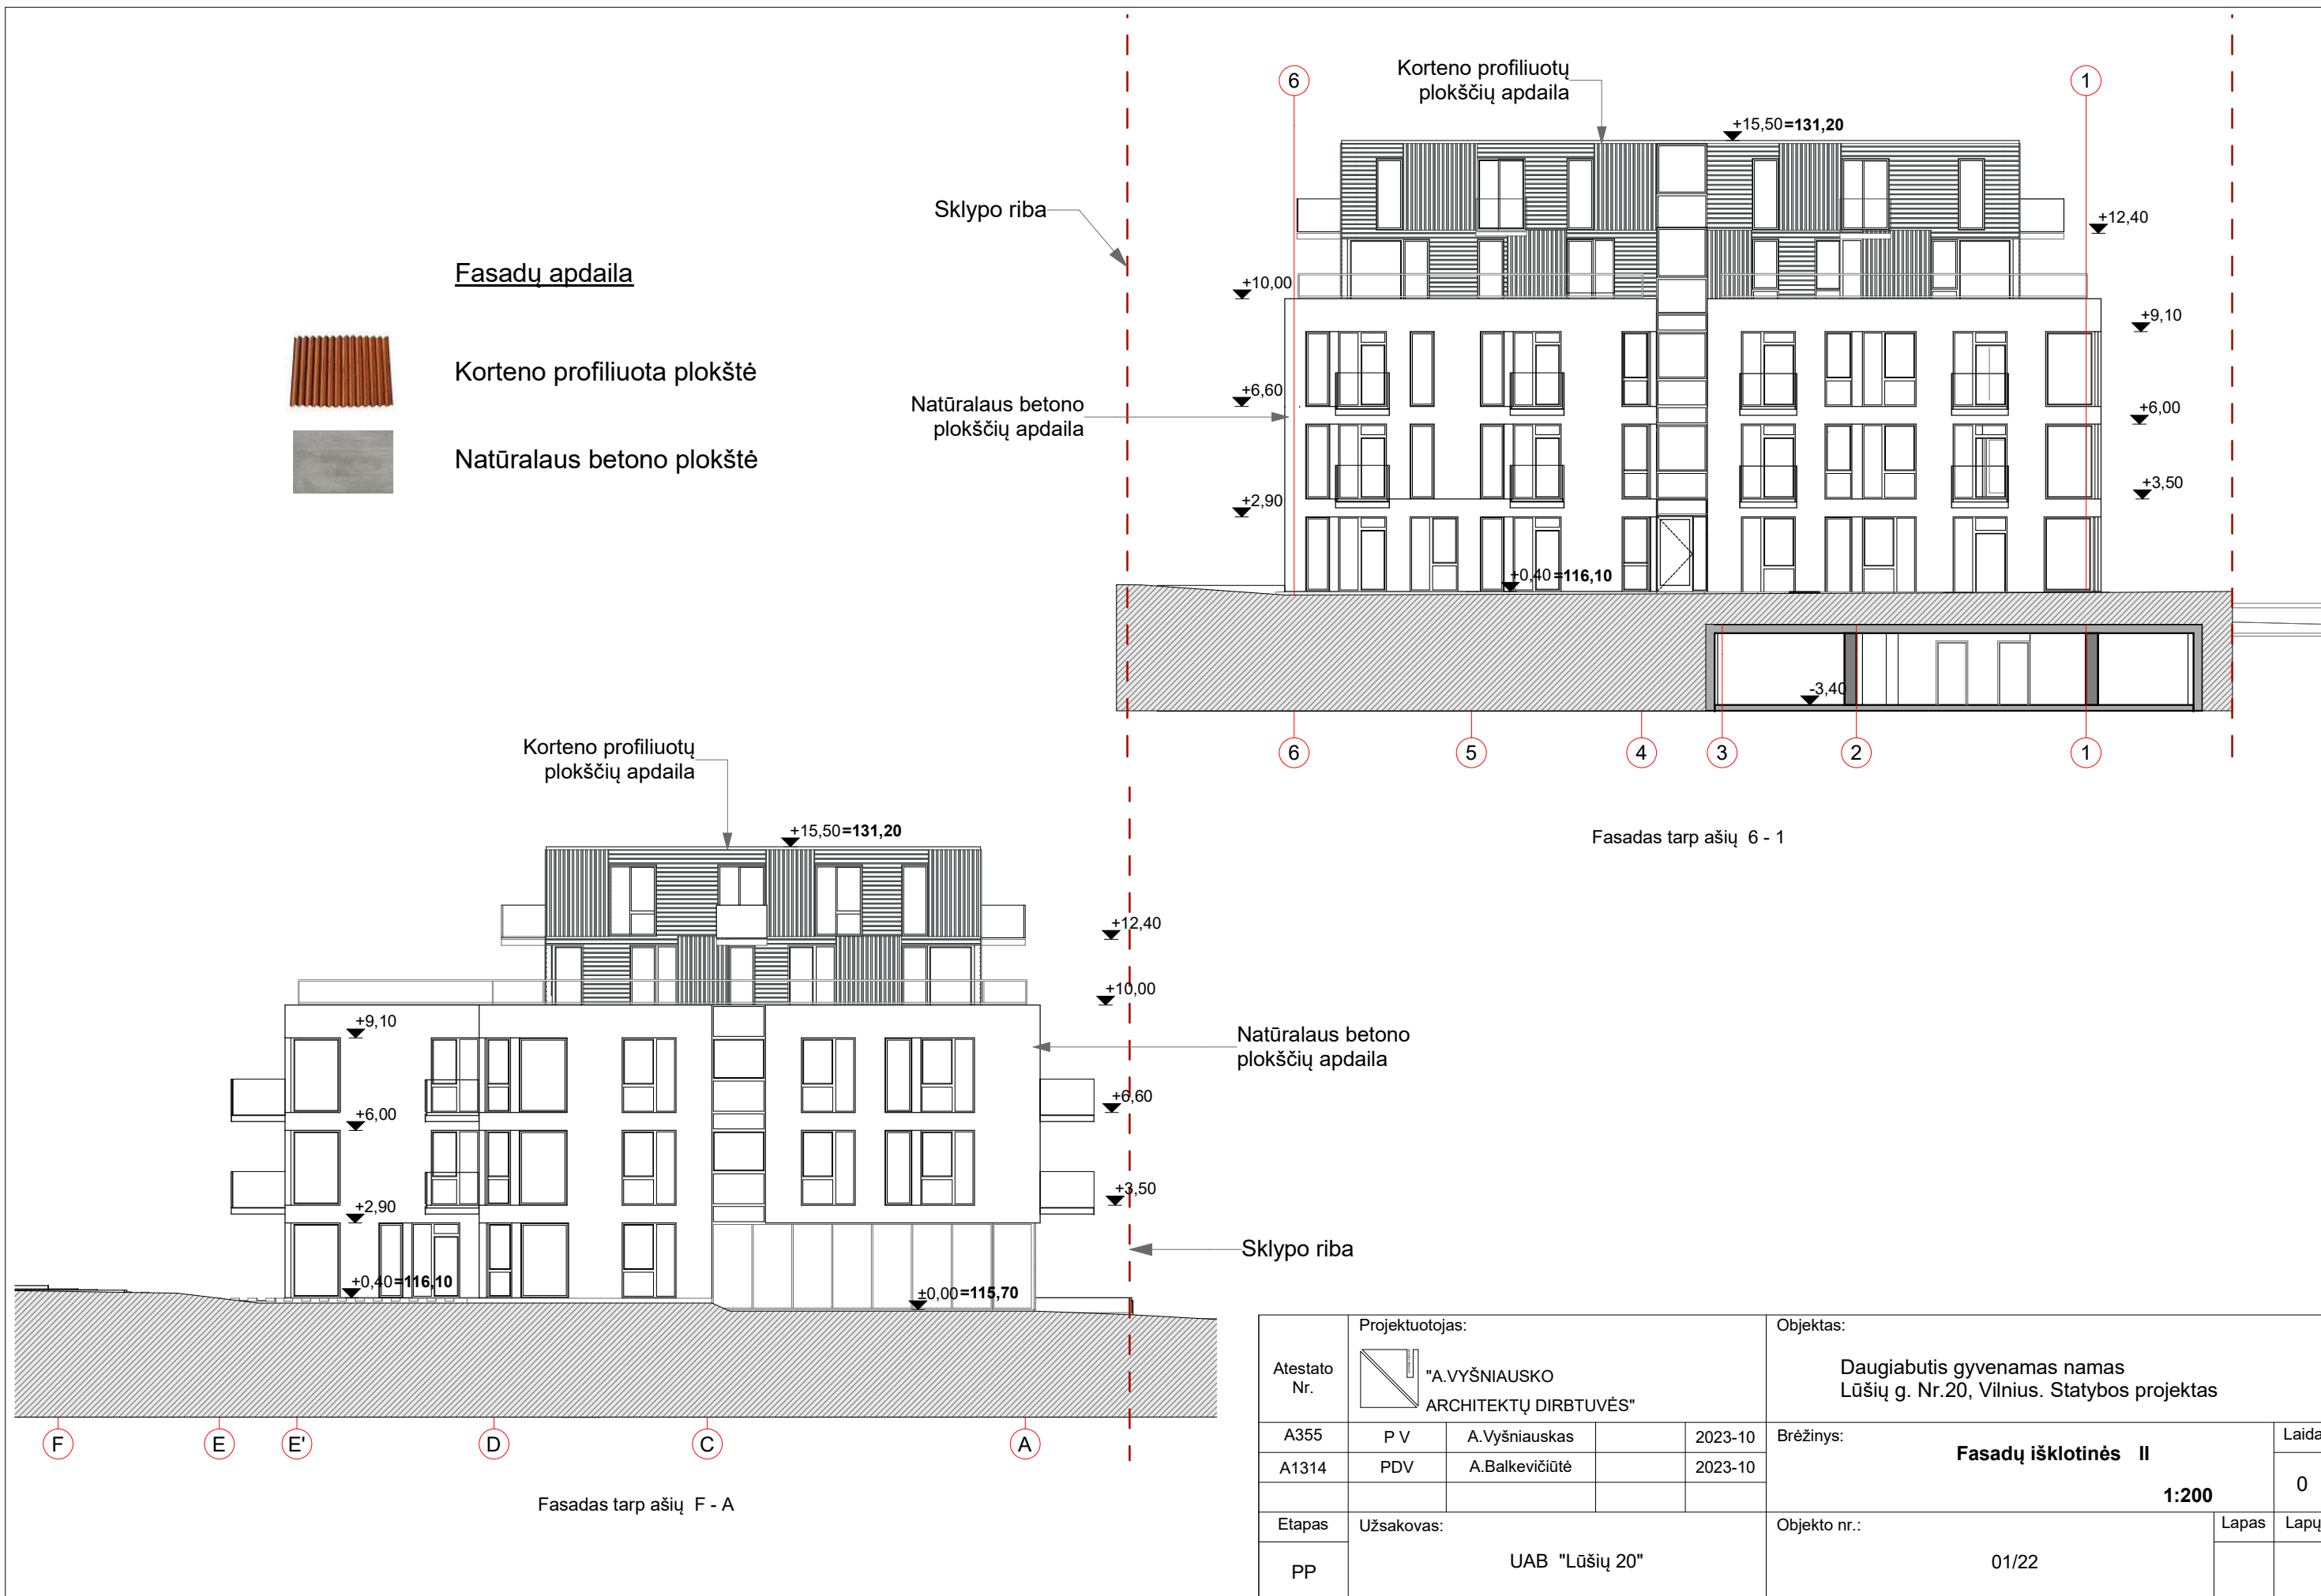 6
Korteno profiliuotų
plokščių apdaila
1
+15,50=131,20
Sklypo riba
+12,40
Fasadų apdaila
+10,00
+9,10
Korteno profiliuota plokštė
+6,60
Natūralaus betono
plokščių apdaila
+6,00
Natūralaus betono plokštė
+3,50
+2,90
+0,40=116,10
-3,40
6
5
4
3
2
1
Fasadas tarp ašių 6 - 1
Korteno profiliuotų
plokščių apdaila
+15,50=131,20
+12,40
+10,00
+9,10
Natūralaus betono
plokščių apdaila
+6,60
+6,00
+3,50
+2,90
Sklypo riba
+0,40=116,10
±0,00=115,70
F
E
E'
D
C
A
Fasadas tarp ašių F - A
Atestato
Nr.
Projektuotojas:
"A.VYŠNIAUSKO
ARCHITEKTŲ DIRBTUVĖS"
Objektas:
Daugiabutis gyvenamas namas
Lūšių g. Nr.20, Vilnius. Statybos projektas
A355 P V A.Vyšniauskas 2023-10
A1314 PDV A.Balkevičiūtė 2023-10
Brėžinys:
Fasadų išklotinės II
1:200
Laida
0
Etapas
PP
Užsakovas:
UAB "Lūšių 20"
Objekto nr.:
01/22
Lapas
Lapų